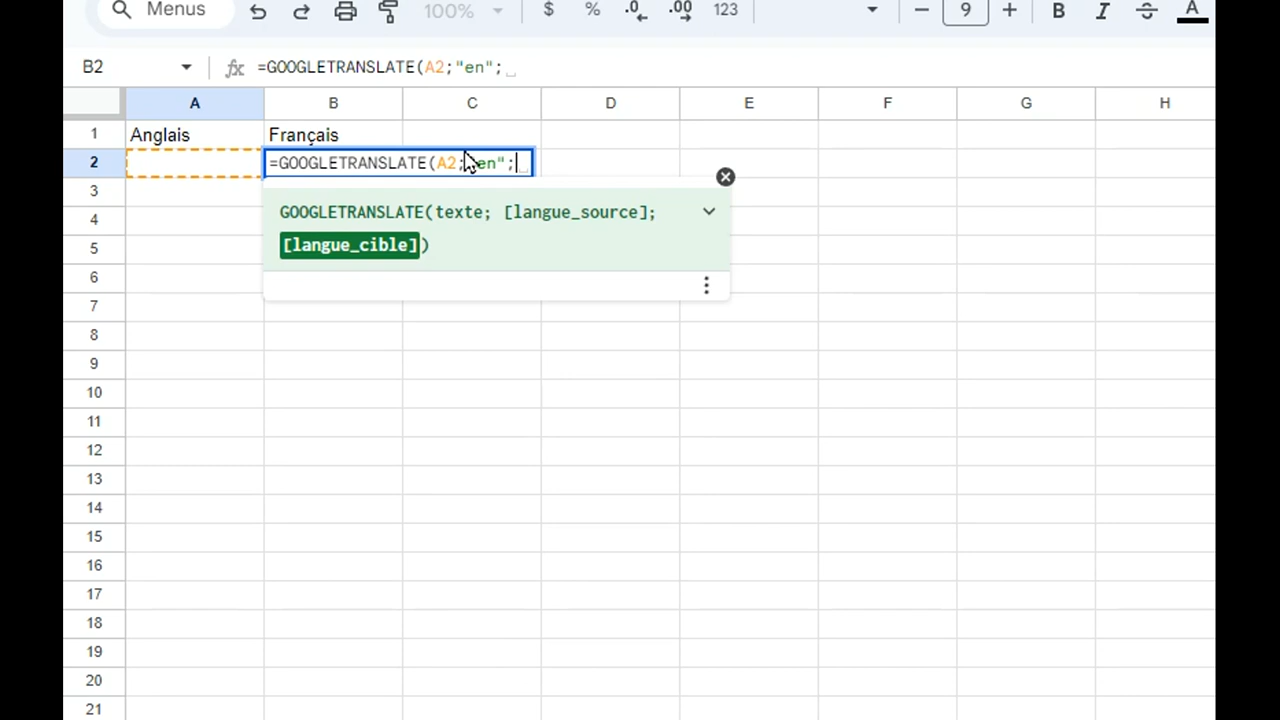 Menus
100%
$ % .0 .00 123
9
B I A
B2
fx =GOOGLETRANSLATE(A2;"en";
A B C D E F G H
1 Anglais Français
2 =GOOGLETRANSLATE(A2;"en";
GOOGLETRANSLATE(texte; [langue_source];
[langue_cible])
3
4
5
6
7
8
9
10
11
12
13
14
15
16
17
18
19
20
21